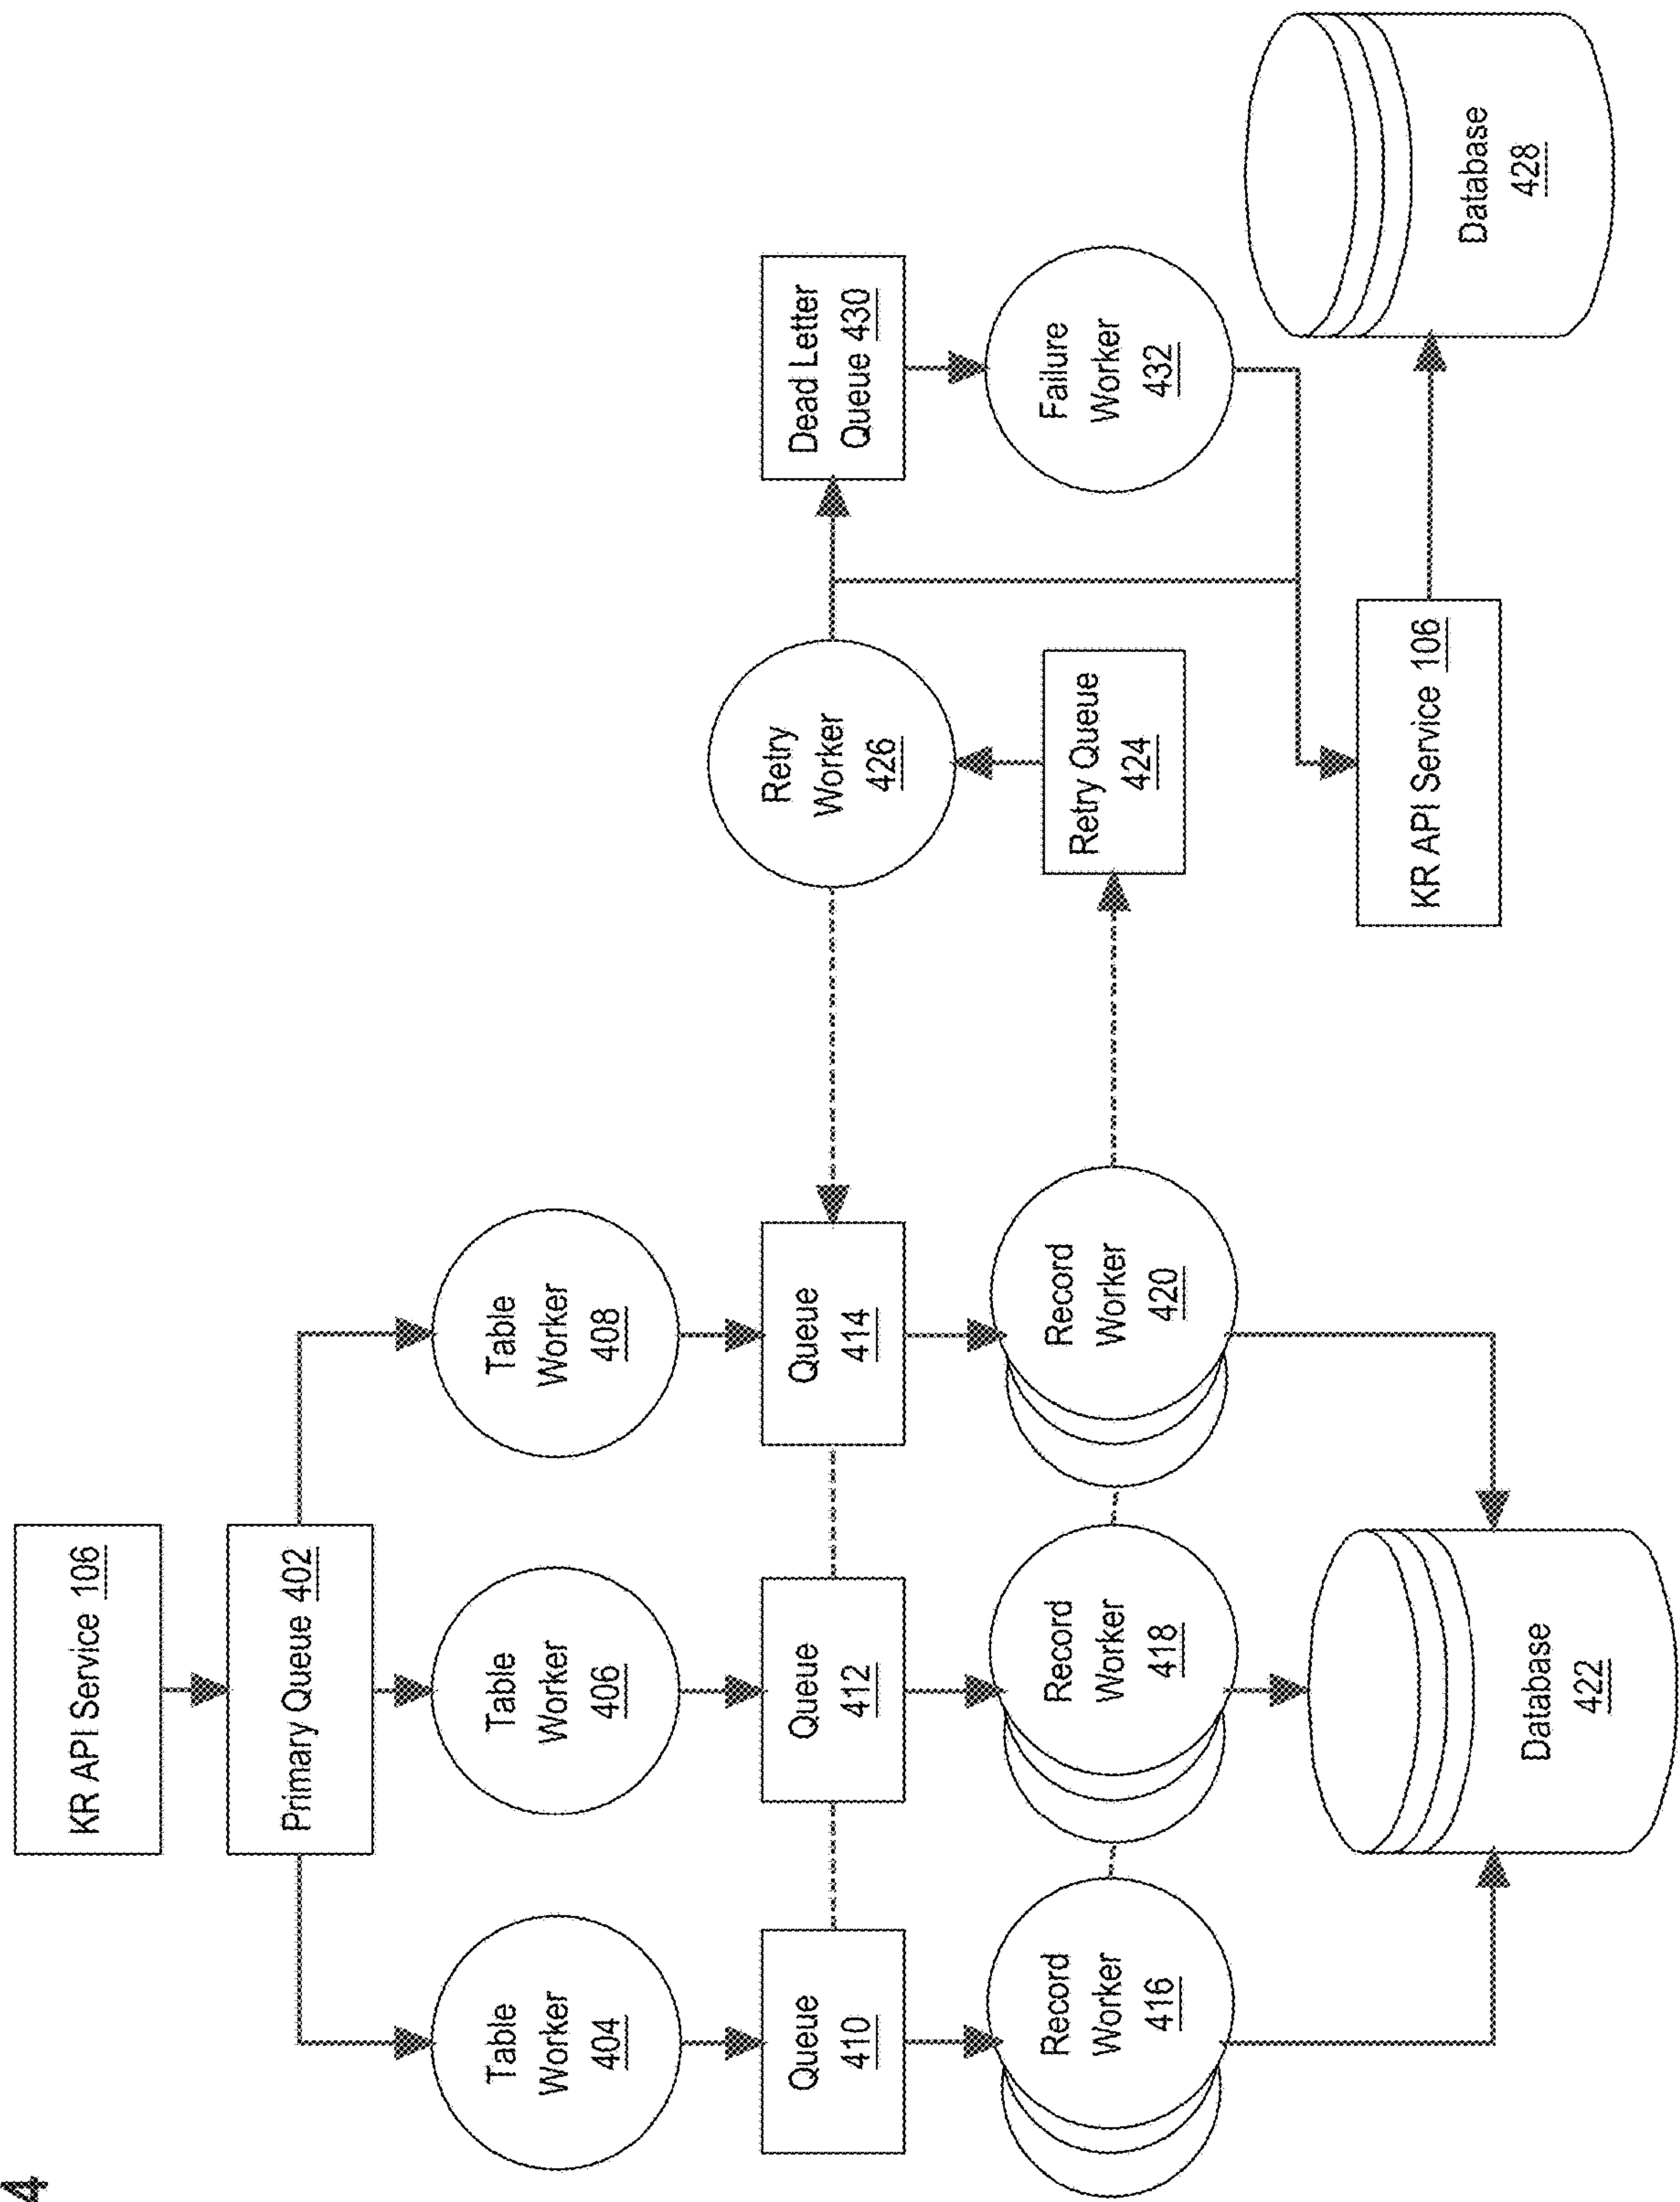 KR API Service 106
Primary Queue 402
Table
Worker
404
Table
Worker
406
Table
Worker
408
Queue
410
Queue
412
Queue
414
Record
Worker
416
Record
Worker
418
Record
Worker
420
Database
422
Retry
Worker
426
Retry Queue
424
Dead Letter
Queue 430
Failure
Worker
432
KR API Service 106
Database
428
4